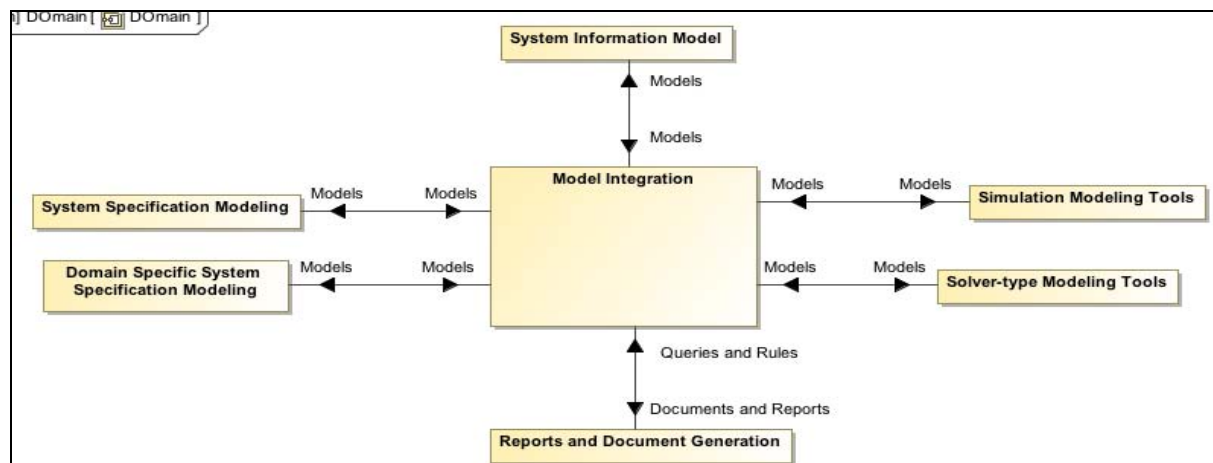 DOmain [ DOmain ]
System Information Model
Models
Models
Model Integration
Models Models
System Specification Modeling
Models Models
Simulation Modeling Tools
Domain Specific System
Specification Modeling
Models Models
Models Models
Solver-type Modeling Tools
Queries and Rules
Documents and Reports
Reports and Document Generation